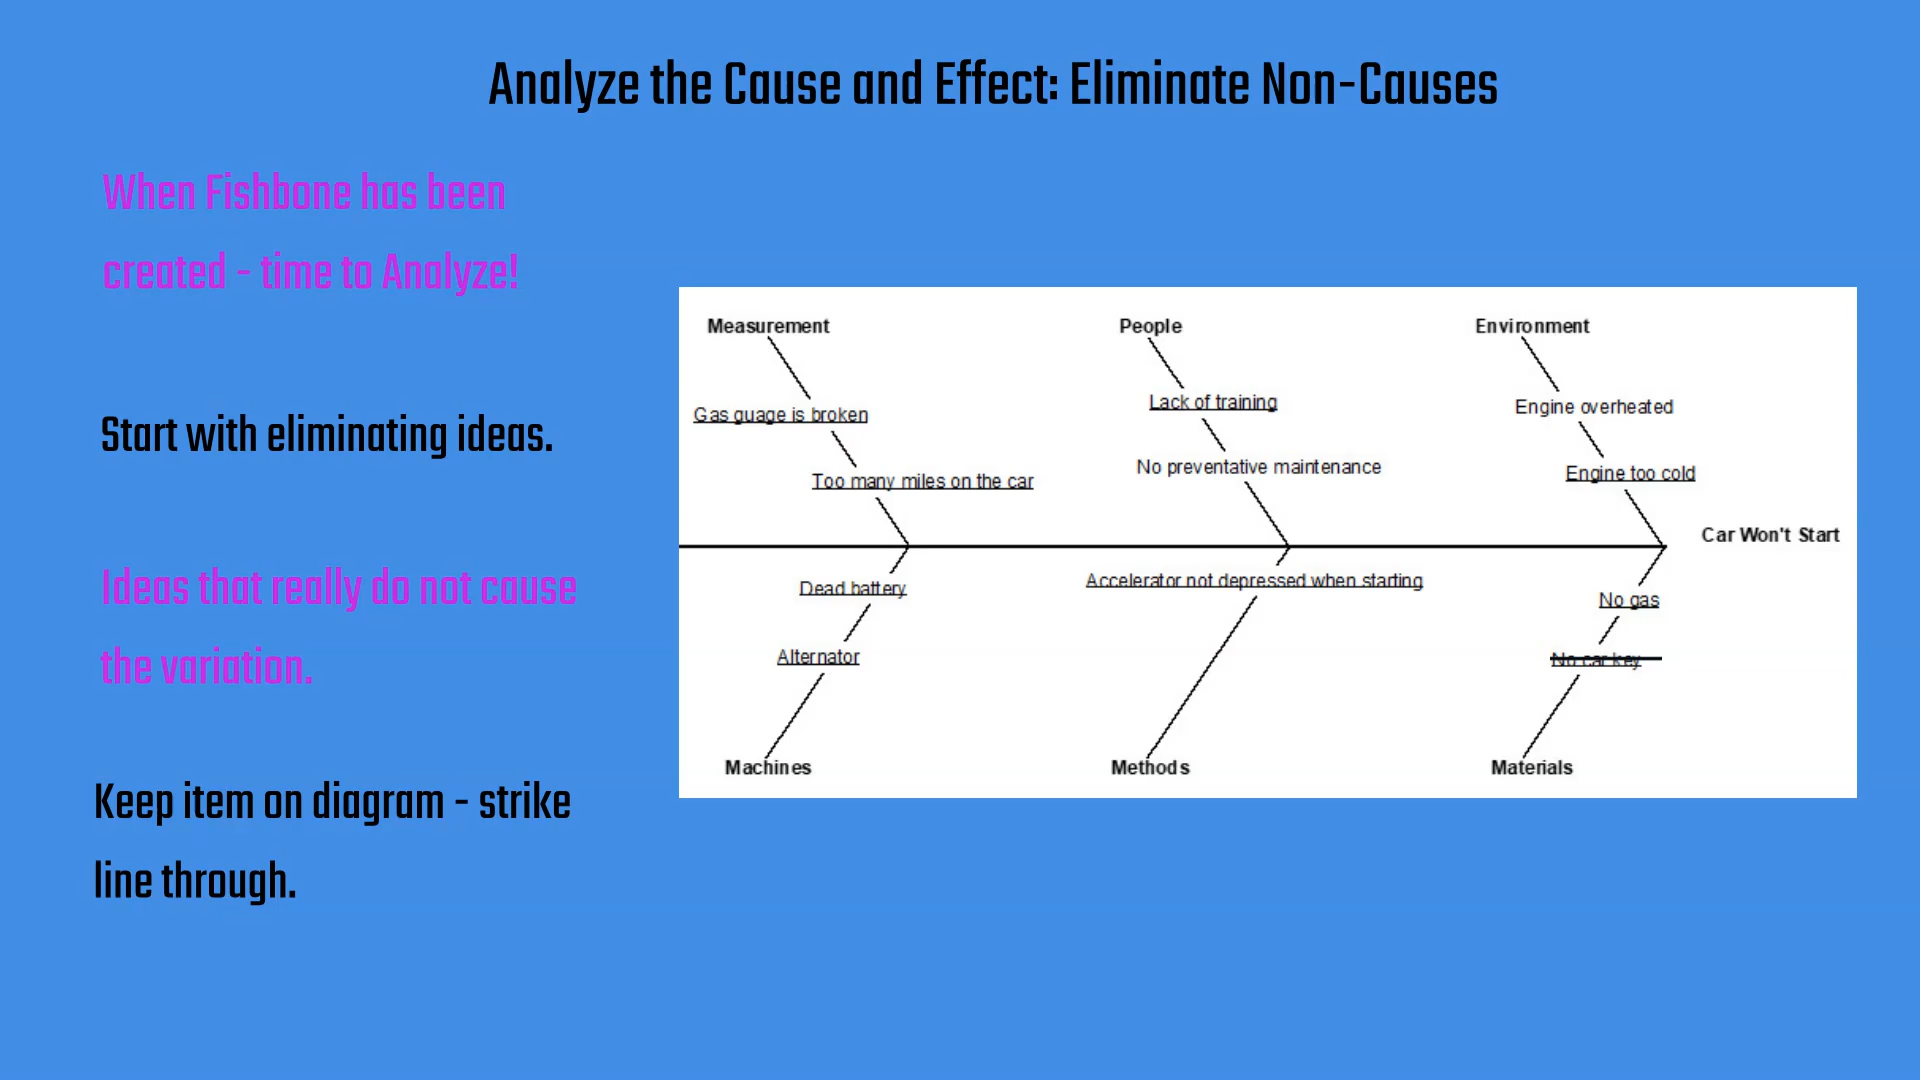 Analyze the Cause and Effect: Eliminate Non-Causes
When Fishbone has been
created - time to Analyze!
Start with eliminating ideas.
Ideas that really do not cause
the variation.
Keep item on diagram - strike
line through.
Measurement
People
Environment
Gas guage is broken
Lack of training
Engine overheated
Too many miles on the car
No preventative maintenance
Engine too cold
Car Won't Start
Dead battery
Accelerator not depressed when starting
No gas
Alternator
No car key
Machines
Methods
Materials